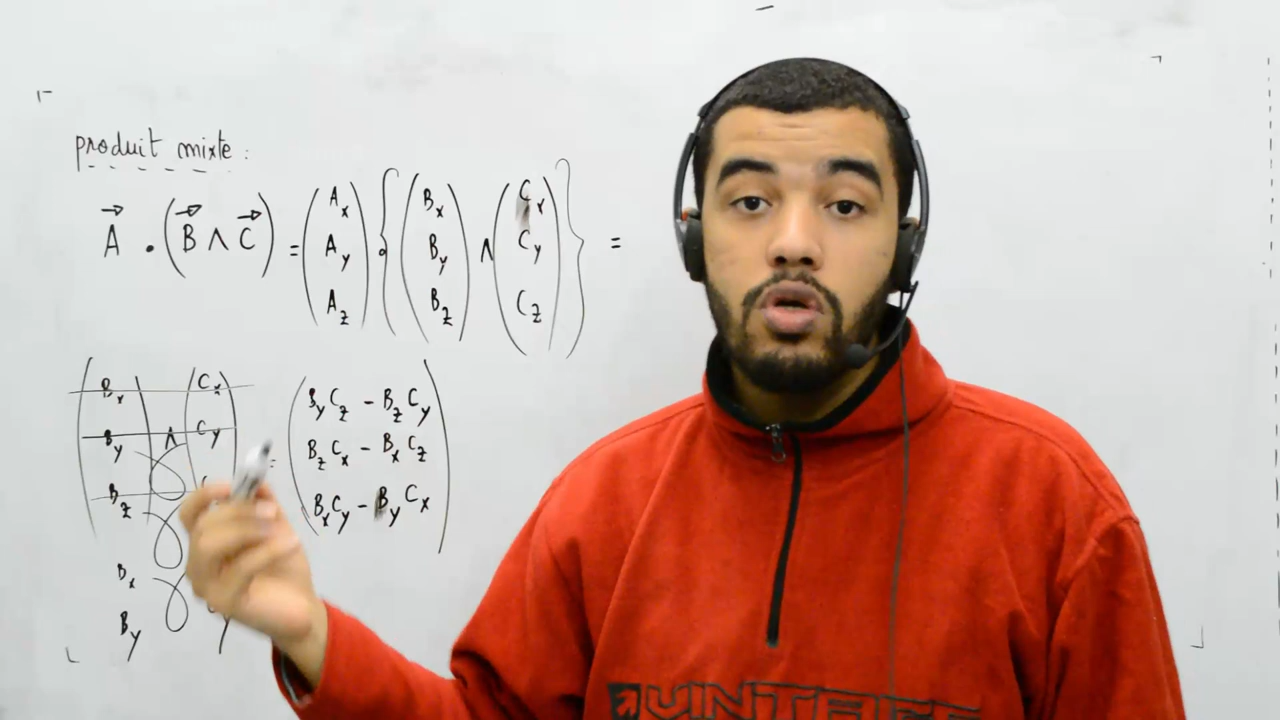 produit mixte :
A⃗ . (B⃗ ∧ C⃗) = (Ax Ay Az) . { (Bx By Bz) ∧ (Cx Cy Cz) } =
Bx Cx
By ∧ Cy = 
Bz
Bx
By y
ByCz - BzCy
BzCx - BxCz
BxCy - ByCx